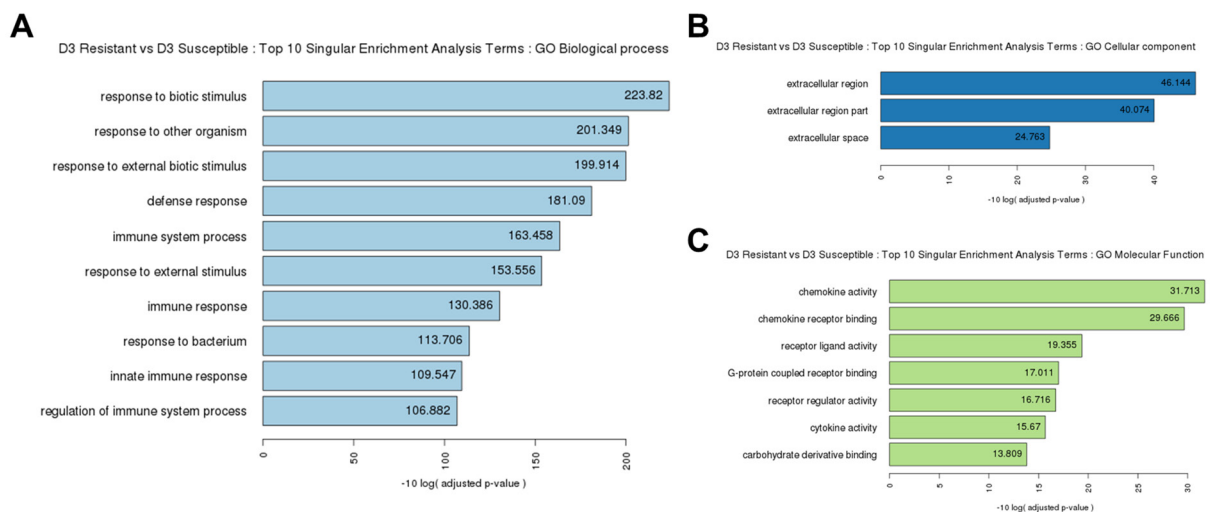 A
D3 Resistant vs D3 Susceptible : Top 10 Singular Enrichment Analysis Terms : GO Biological process
response to biotic stimulus 223.82
response to other organism 201.349
response to external biotic stimulus 199.914
defense response 181.09
immune system process 163.458
response to external stimulus 153.556
immune response 130.386
response to bacterium 113.706
innate immune response 109.547
regulation of immune system process 106.882
0 50 100 150 200
-10 log( adjusted p-value )
B
D3 Resistant vs D3 Susceptible : Top 10 Singular Enrichment Analysis Terms : GO Cellular component
extracellular region 46.144
extracellular region part 40.074
extracellular space 24.763
0 10 20 30 40
-10 log( adjusted p-value )
C
D3 Resistant vs D3 Susceptible : Top 10 Singular Enrichment Analysis Terms : GO Molecular Function
chemokine activity 31.713
chemokine receptor binding 29.666
receptor ligand activity 19.355
G-protein coupled receptor binding 17.011
receptor regulator activity 16.716
cytokine activity 15.67
carbohydrate derivative binding 13.809
0 5 10 15 20 25 30
-10 log( adjusted p-value )